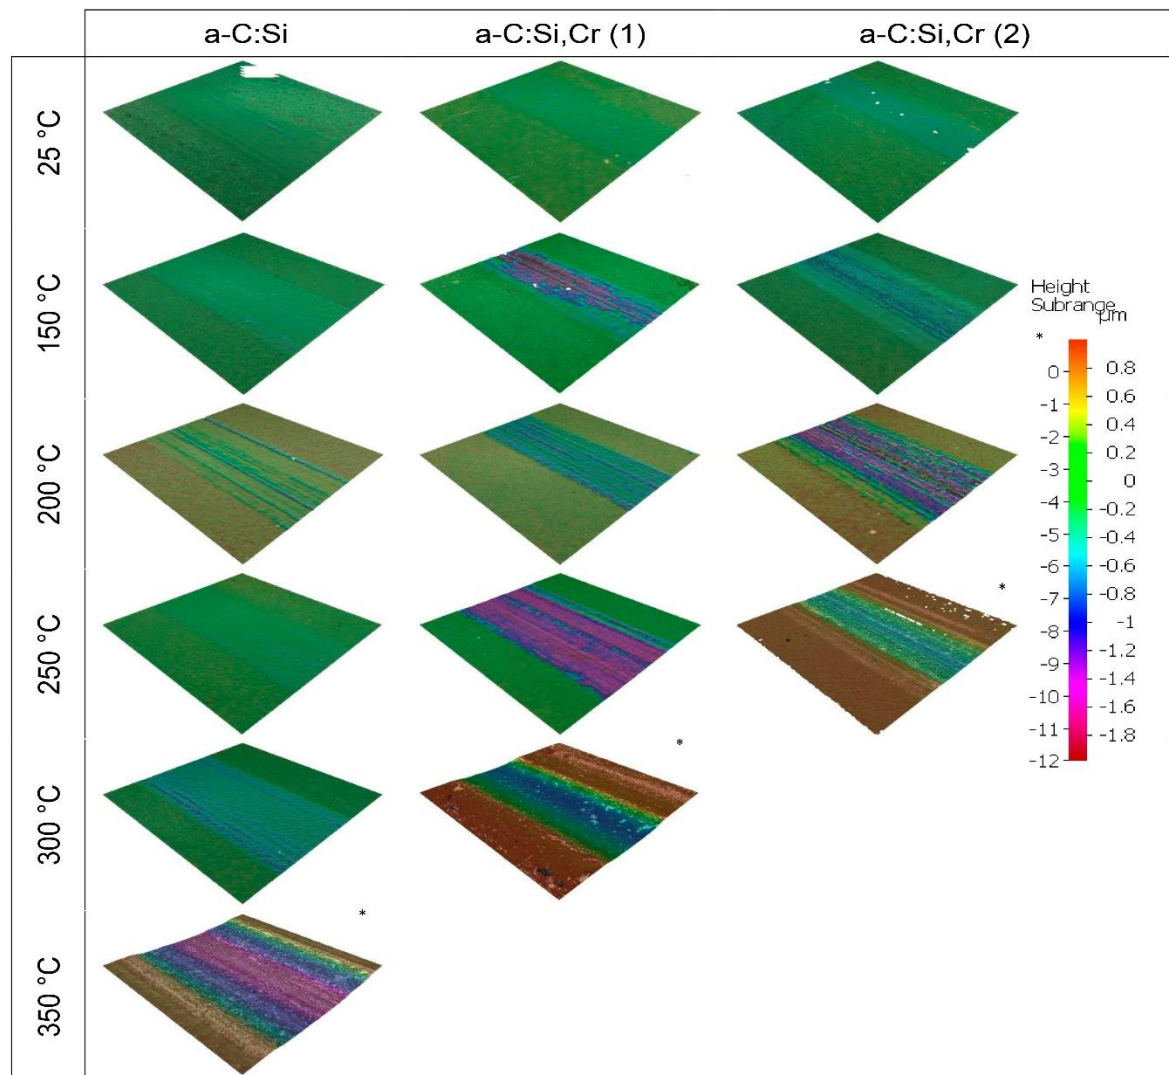 a-C:Si a-C:Si,Cr (1) a-C:Si,Cr (2)
25 °C
150 °C
Height
Subrange
µm
*
0 0.8
-1 0.6
-2 0.4
-3 0.2
-4 0
-5 -0.2
-6 -0.4
-7 -0.6
-8 -0.8
-9 -1
-10 -1.2
-11 -1.4
-12 -1.6
-1.8
200 °C
250 °C
*
300 °C
*
350 °C
*